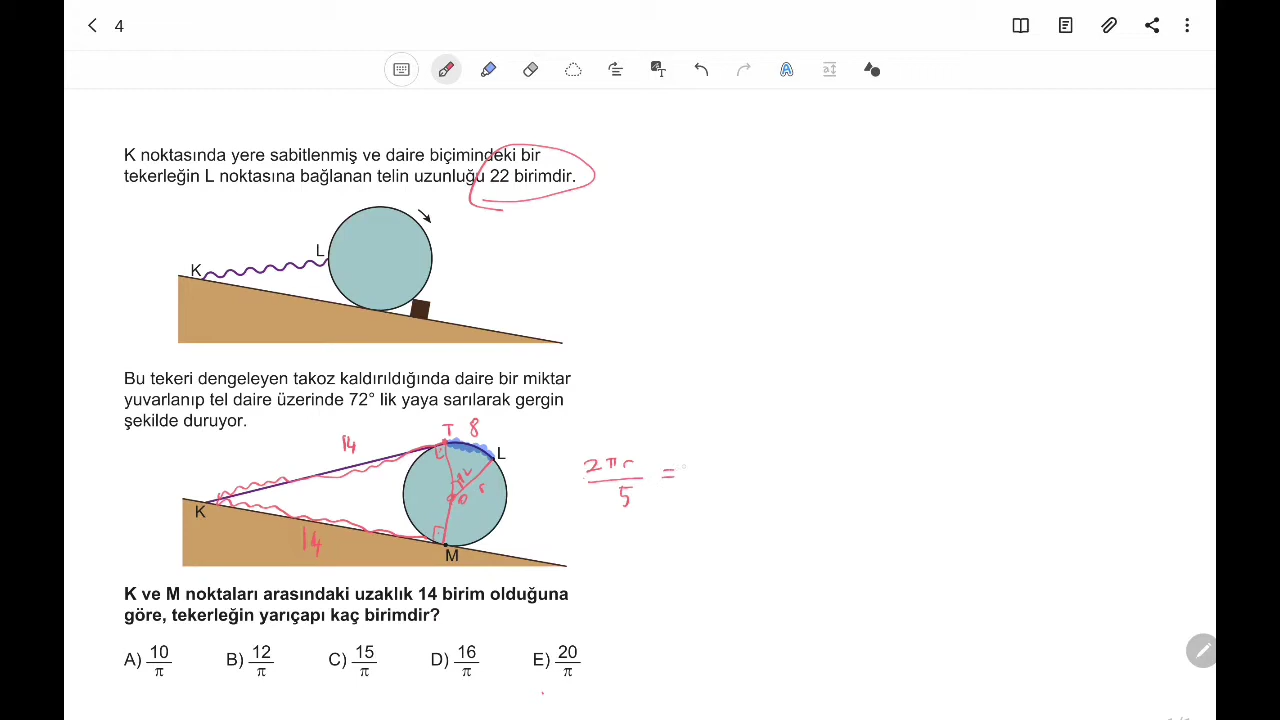 4
K noktasında yere sabitlenmiş ve daire biçimindeki bir
tekerleğin L noktasına bağlanan telin uzunluğu 22 birimdir.
K
L
Bu tekeri dengeleyen takoz kaldırıldığında daire bir miktar
yuvarlanıp tel daire üzerinde 72° lik yaya sarılarak gergin
şekilde duruyor.
T 8
14
L
72
r
O
K
14
M
2πr/5 =
K ve M noktaları arasındaki uzaklık 14 birim olduğuna
göre, tekerleğin yarıçapı kaç birimdir?
A) 10/π B) 12/π C) 15/π D) 16/π E) 20/π